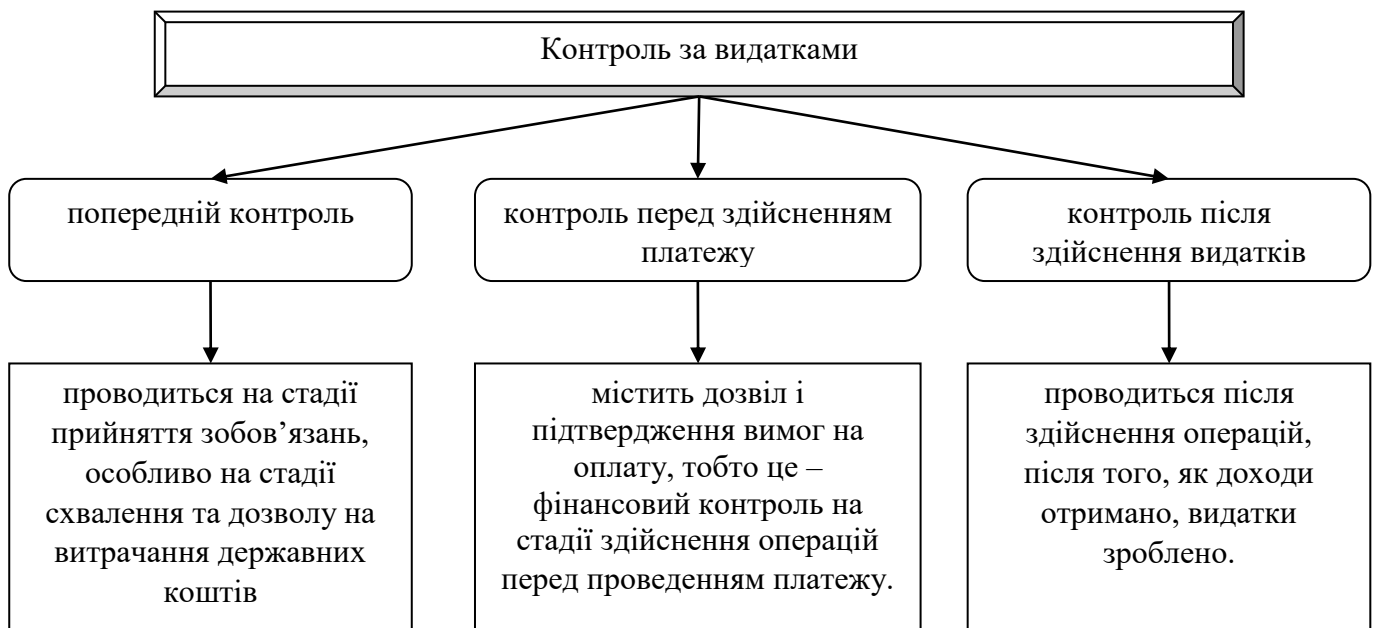 Контроль за видатками
попередній контроль
контроль перед здійсненням
платежу
контроль після
здійснення видатків
проводиться на стадії
прийняття зобов’язань,
особливо на стадії
схвалення та дозволу на
витрачання державних
коштів
містить дозвіл і
підтвердження вимог на
оплату, тобто це –
фінансовий контроль на
стадії здійснення операцій
перед проведенням платежу.
проводиться після
здійснення операцій,
після того, як доходи
отримано, видатки
зроблено.